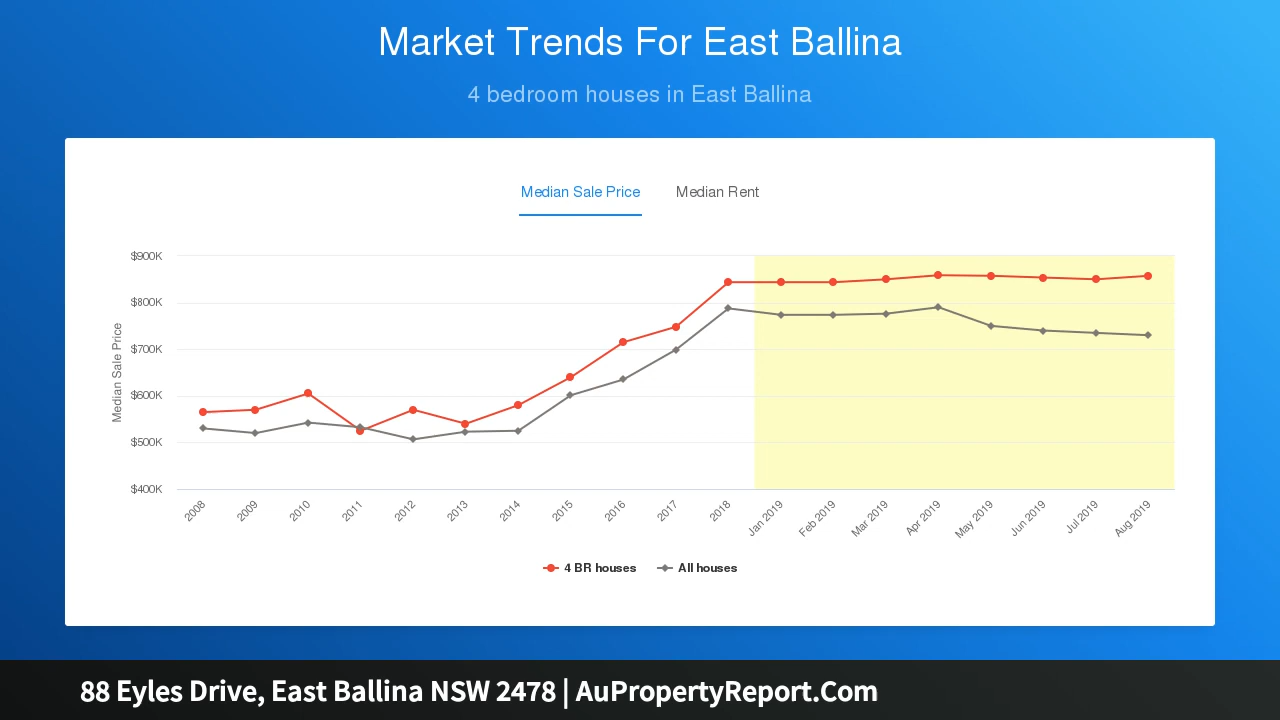 Market Trends For East Ballina
4 bedroom houses in East Ballina
Median Sale Price
Median Rent
Median Sale Price
$900K
$800K
$700K
$600K
$500K
$400K
2008
2009
2010
2011
2012
2013
2014
2015
2016
2017
2018
Jan 2019
Feb 2019
Mar 2019
Apr 2019
May 2019
Jun 2019
Jul 2019
Aug 2019
4 BR houses
All houses
88 Eyles Drive, East Ballina NSW 2478 | AuPropertyReport.Com